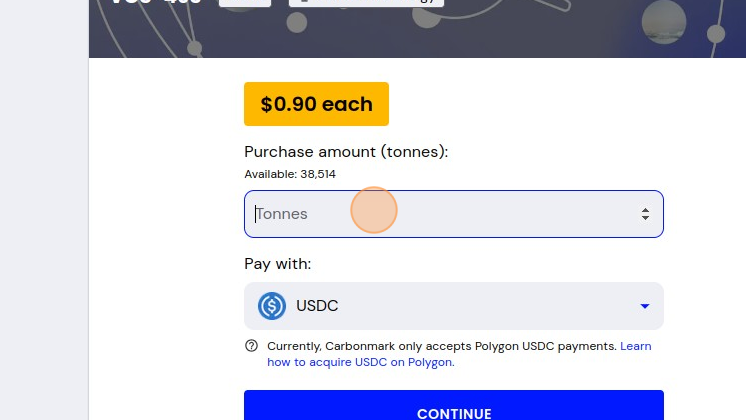 $0.90 each
Purchase amount (tonnes):
Available: 38,514
Tonnes
Pay with:
USDC
Currently, Carbonmark only accepts Polygon USDC payments. Learn
how to acquire USDC on Polygon.
CONTINUE